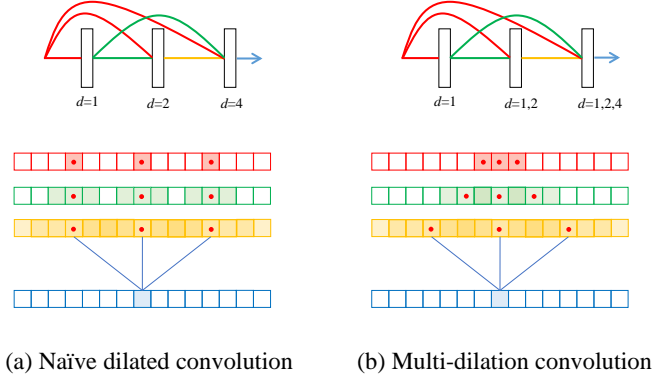 d=1 d=2 d=4 d=1 d=1,2 d=1,2,4
(a) Naïve dilated convolution (b) Multi-dilation convolution